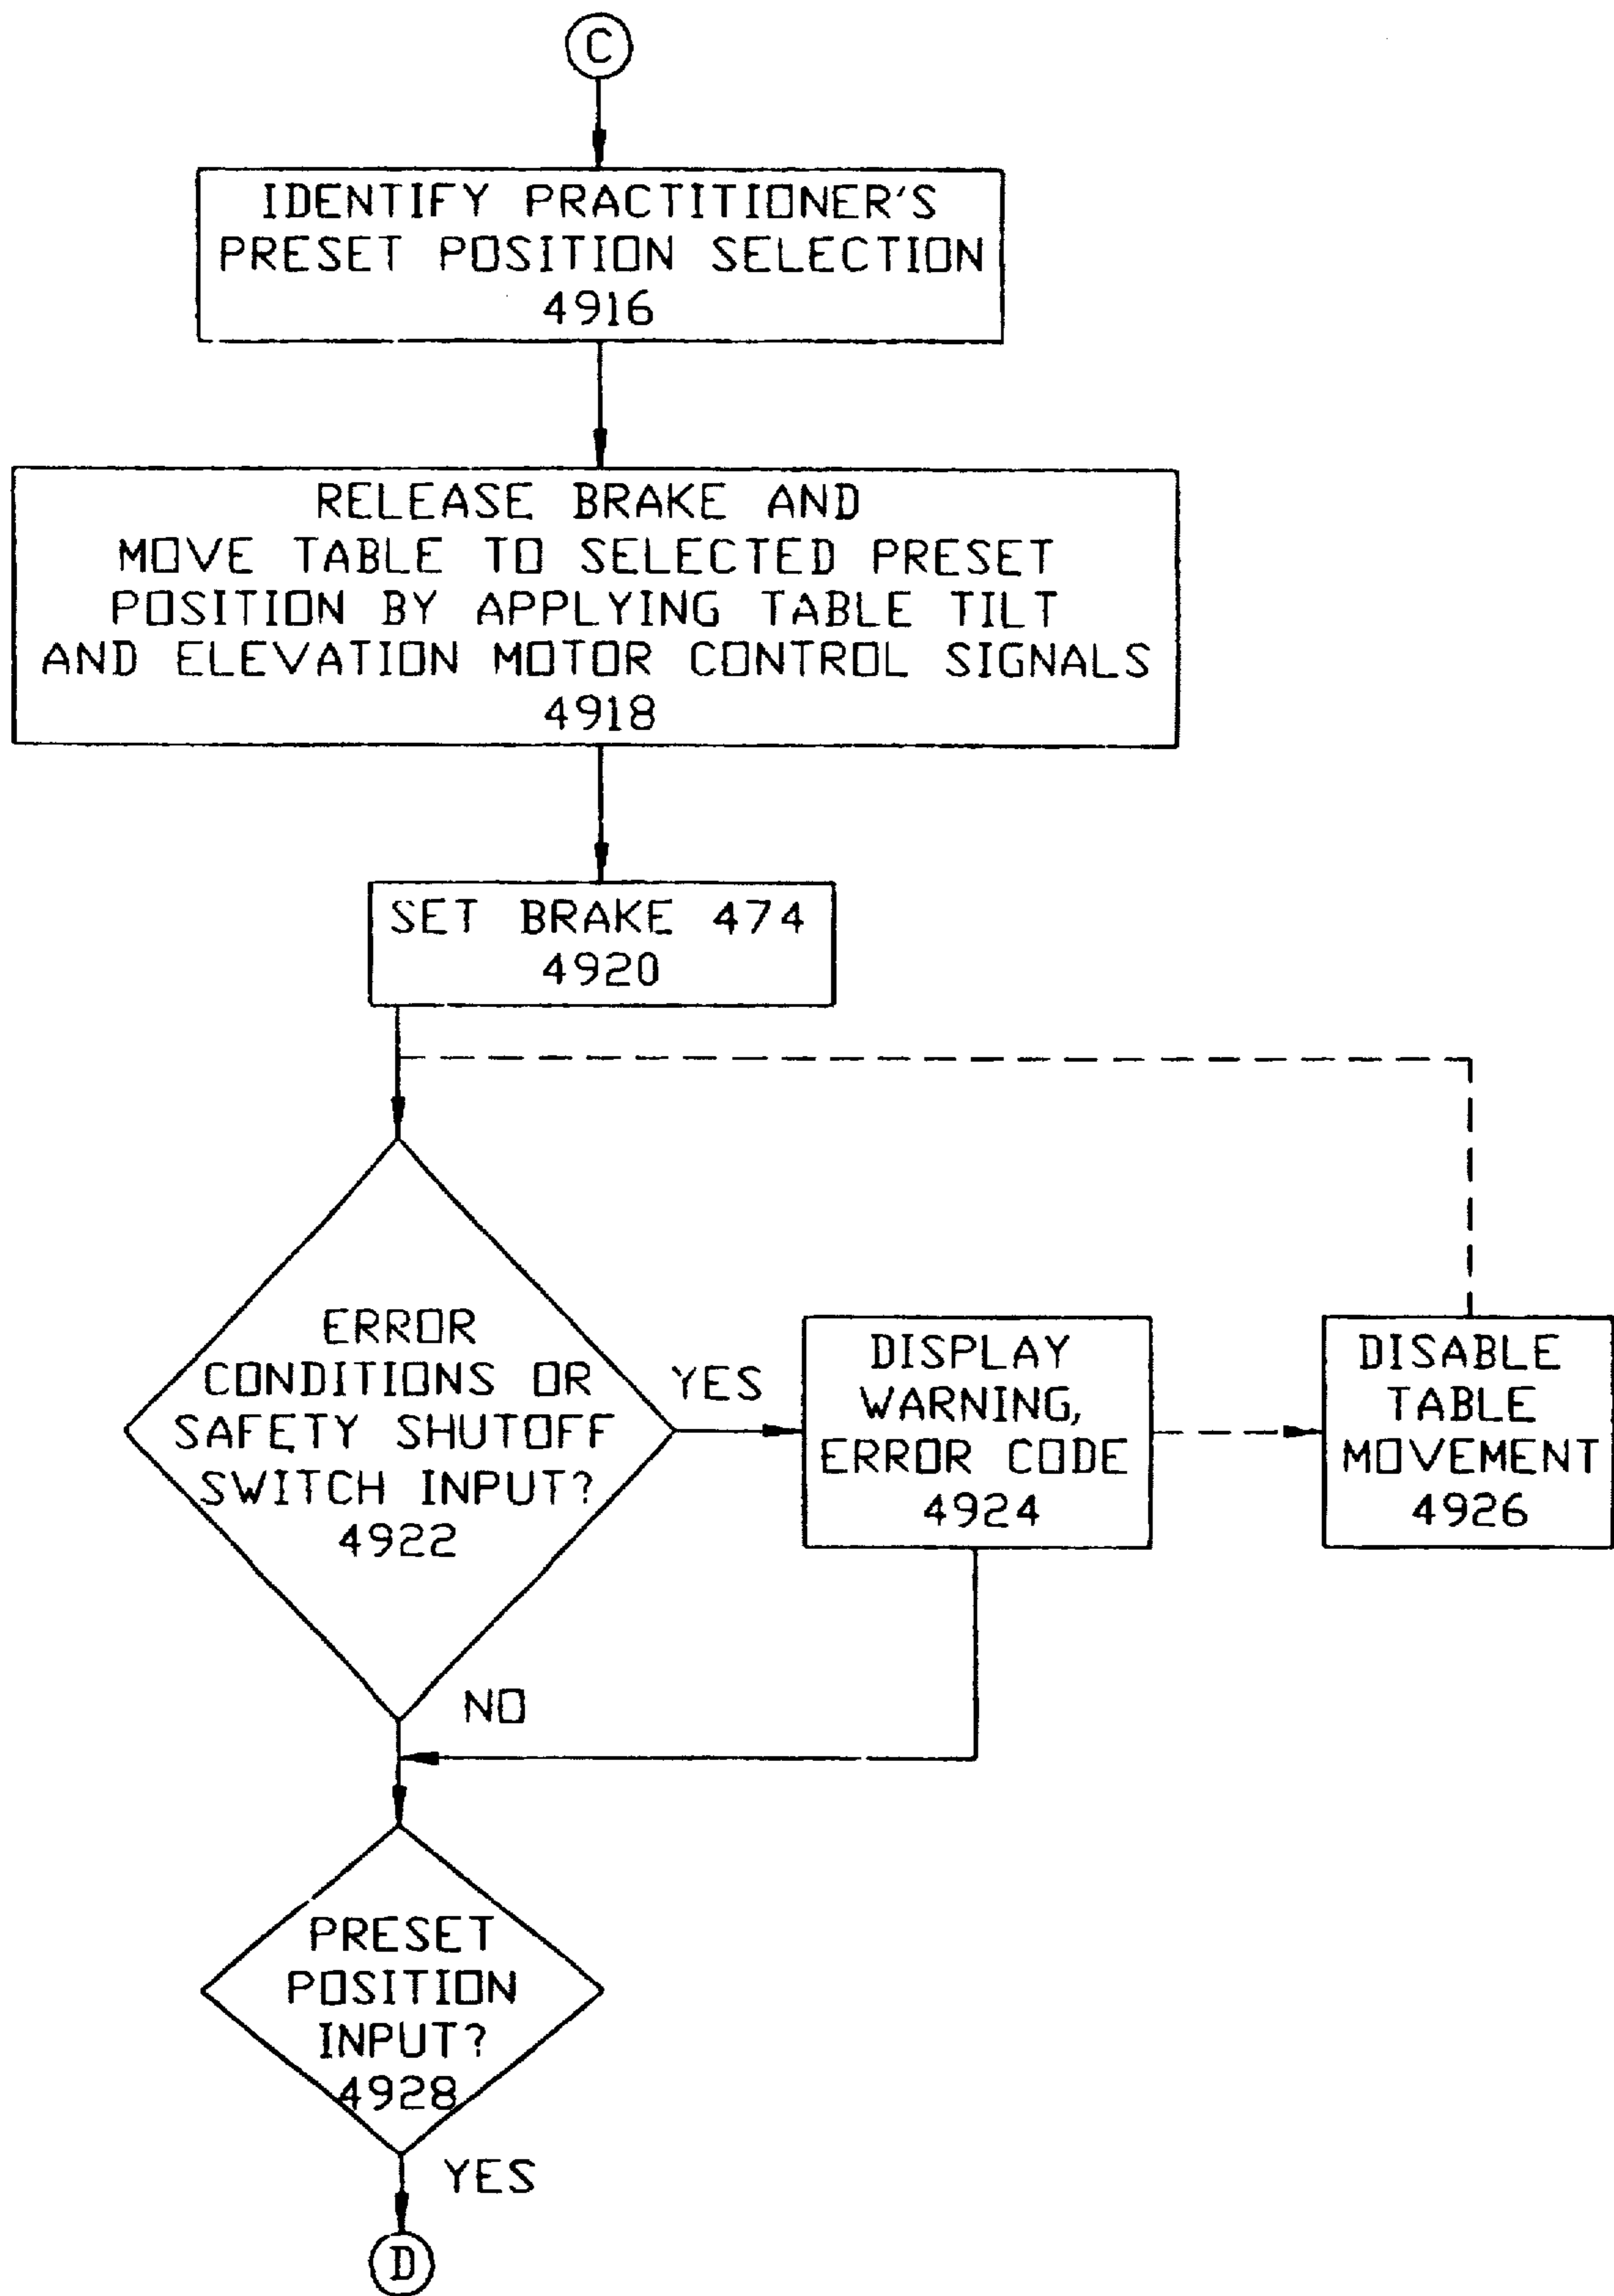 C
IDENTIFY PRACTITIONER'S
PRESET POSITION SELECTION
4916
RELEASE BRAKE AND
MOVE TABLE TO SELECTED PRESET
POSITION BY APPLYING TABLE TILT
AND ELEVATION MOTOR CONTROL SIGNALS
4918
SET BRAKE 474
4920
ERROR
CONDITIONS OR
SAFETY SHUTOFF
SWITCH INPUT?
4922
YES
DISPLAY
WARNING,
ERROR CODE
4924
DISABLE
TABLE
MOVEMENT
4926
NO
PRESET
POSITION
INPUT?
4928
YES
D